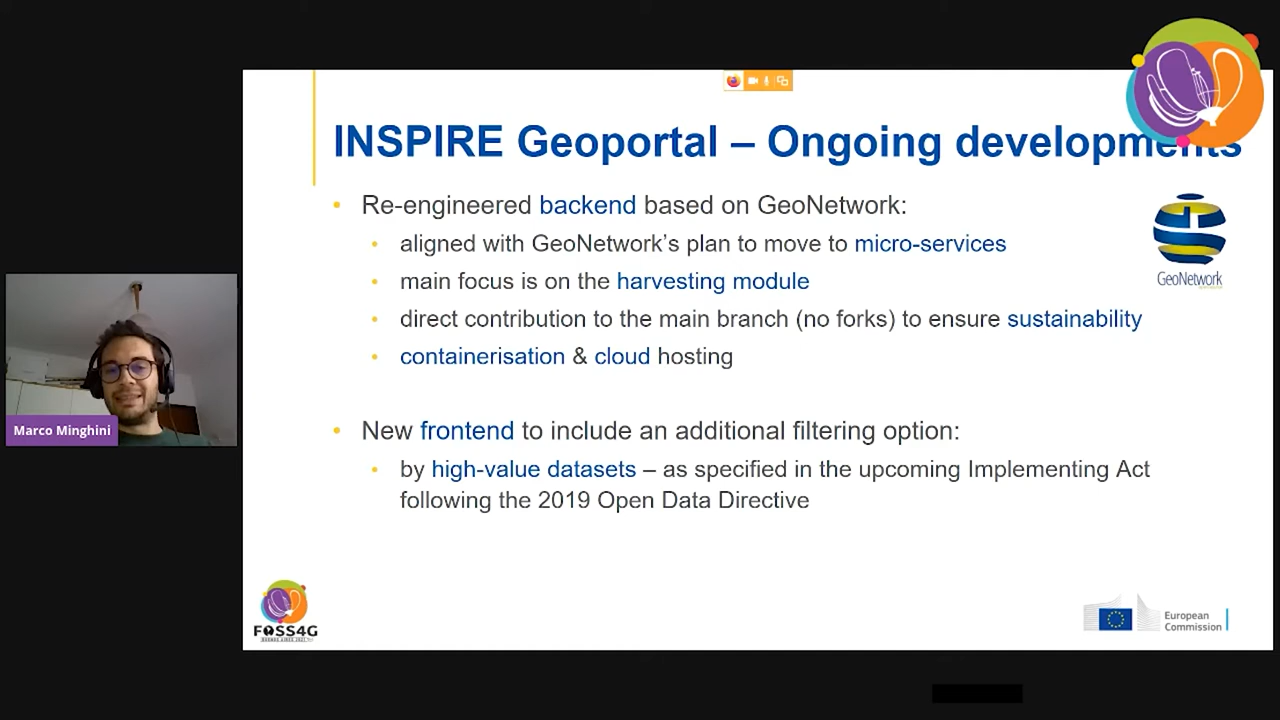 INSPIRE Geoportal – Ongoing developments
• Re-engineered backend based on GeoNetwork:
• aligned with GeoNetwork's plan to move to micro-services
• main focus is on the harvesting module
• direct contribution to the main branch (no forks) to ensure sustainability
• containerisation & cloud hosting
GeoNetwork
Marco Minghini
• New frontend to include an additional filtering option:
• by high-value datasets – as specified in the upcoming Implementing Act
following the 2019 Open Data Directive
FOSS4G
European
Commission